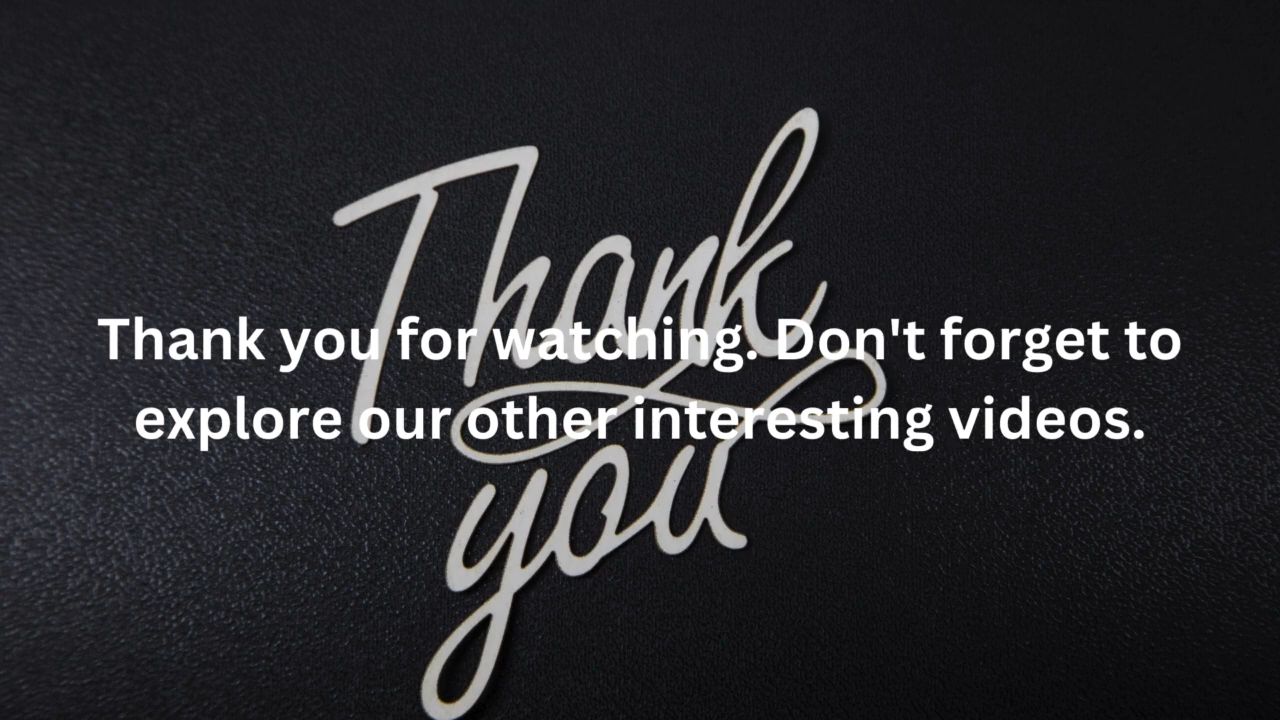 Thank
Thank you for watching. Don't forget to
explore our other interesting videos.
you